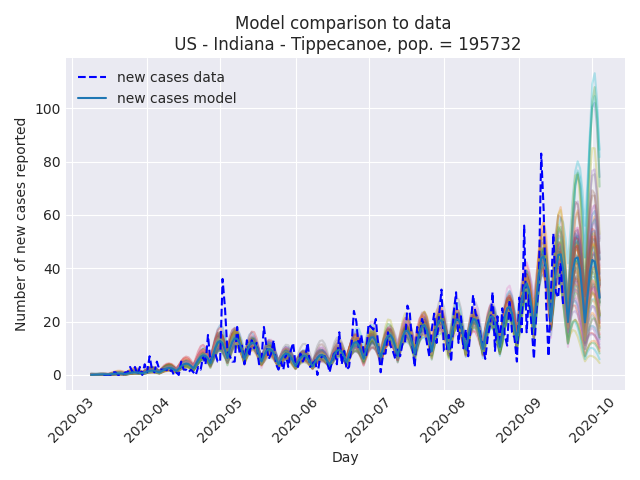 Model comparison to data
US - Indiana - Tippecanoe, pop. = 195732
new cases data
new cases model
Number of new cases reported
100
80
60
40
20
0
2020-03
2020-04
2020-05
2020-06
2020-07
2020-08
2020-09
2020-10
Day